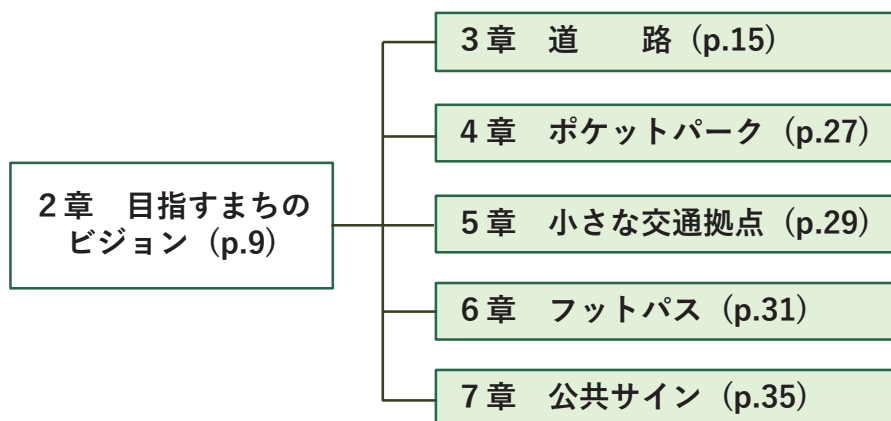 3章 道　　路 (p.15)
4章 ポケットパーク (p.27)
2章 目指すまちの
ビジョン (p.9)
5章 小さな交通拠点 (p.29)
6章 フットパス (p.31)
7章 公共サイン (p.35)